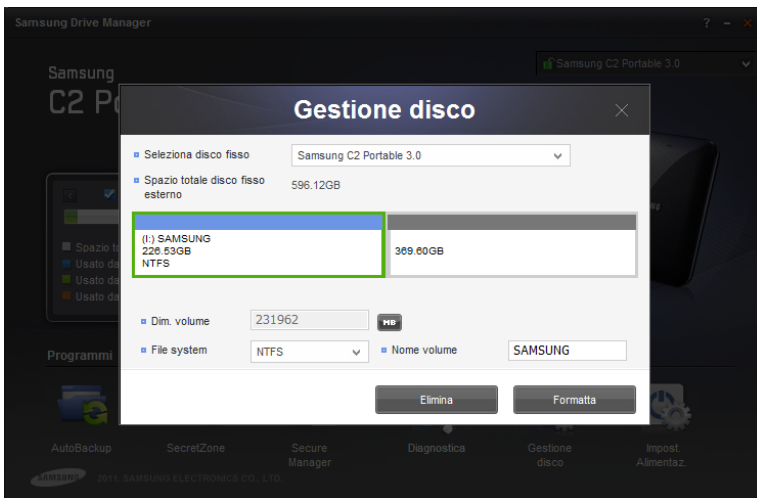 Samsung Drive Manager ? – ×
Samsung
Samsung C2 Portable 3.0
C2
Gestione disco
Seleziona disco fisso Samsung C2 Portable 3.0
Spazio totale disco fisso
esterno
596.12GB
(I:) SAMSUNG
226.53GB
NTFS
369.60GB
Spazio
Usato da
Usato da
Usato da
Dim. volume 231962 MB
File system NTFS Nome volume SAMSUNG
Programmi
Elimina Formatta
AutoBackup SecretZone Secure
Manager Diagnostica Gestione
disco Impost.
Alimentaz.
SAMSUNG 2011. SAMSUNG ELECTRONICS CO., LTD.